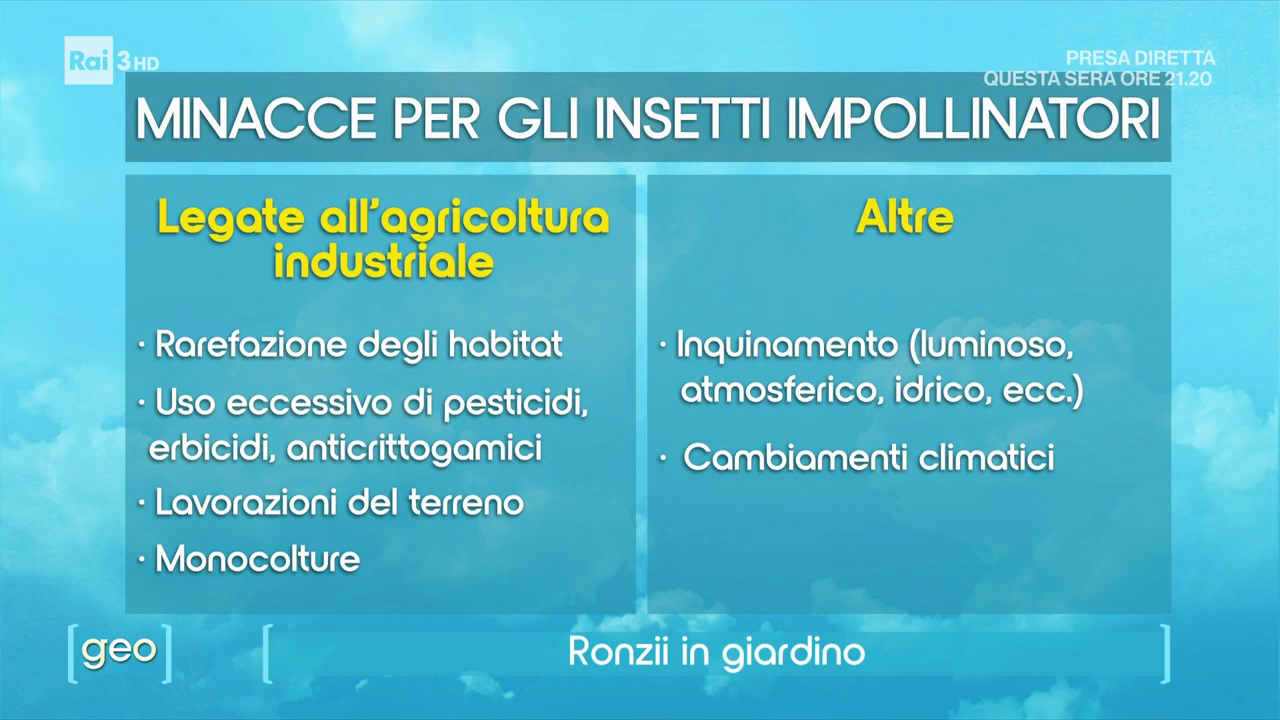 Rai 3HD
PRESA DIRETTA
QUESTA SERA ORE 21.20
MINACCE PER GLI INSETTI IMPOLLINATORI
Legate all'agricoltura
industriale
· Rarefazione degli habitat
· Uso eccessivo di pesticidi,
erbicidi, anticrittogamici
· Lavorazioni del terreno
· Monocolture
Altre
· Inquinamento (luminoso,
atmosferico, idrico, ecc.)
· Cambiamenti climatici
[geo]
Ronzii in giardino